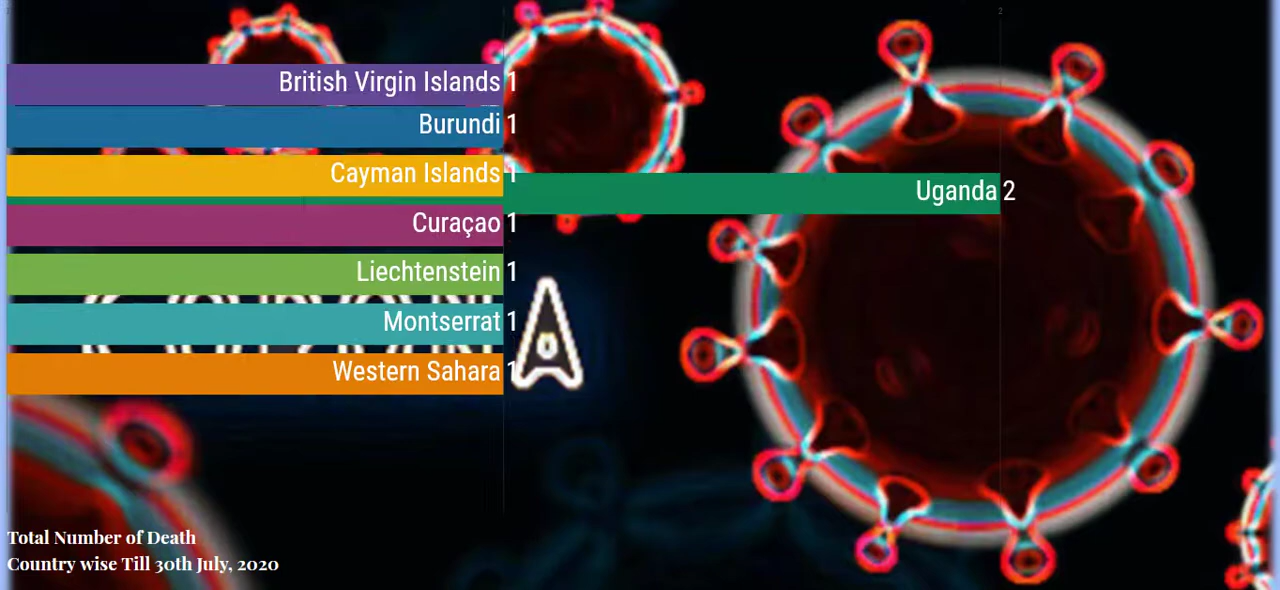 2
British Virgin Islands 1
Burundi 1
Cayman Islands 1
Uganda 2
Curaçao 1
Liechtenstein 1
Montserrat 1
Western Sahara 1
Total Number of Death
Country wise Till 30th July, 2020